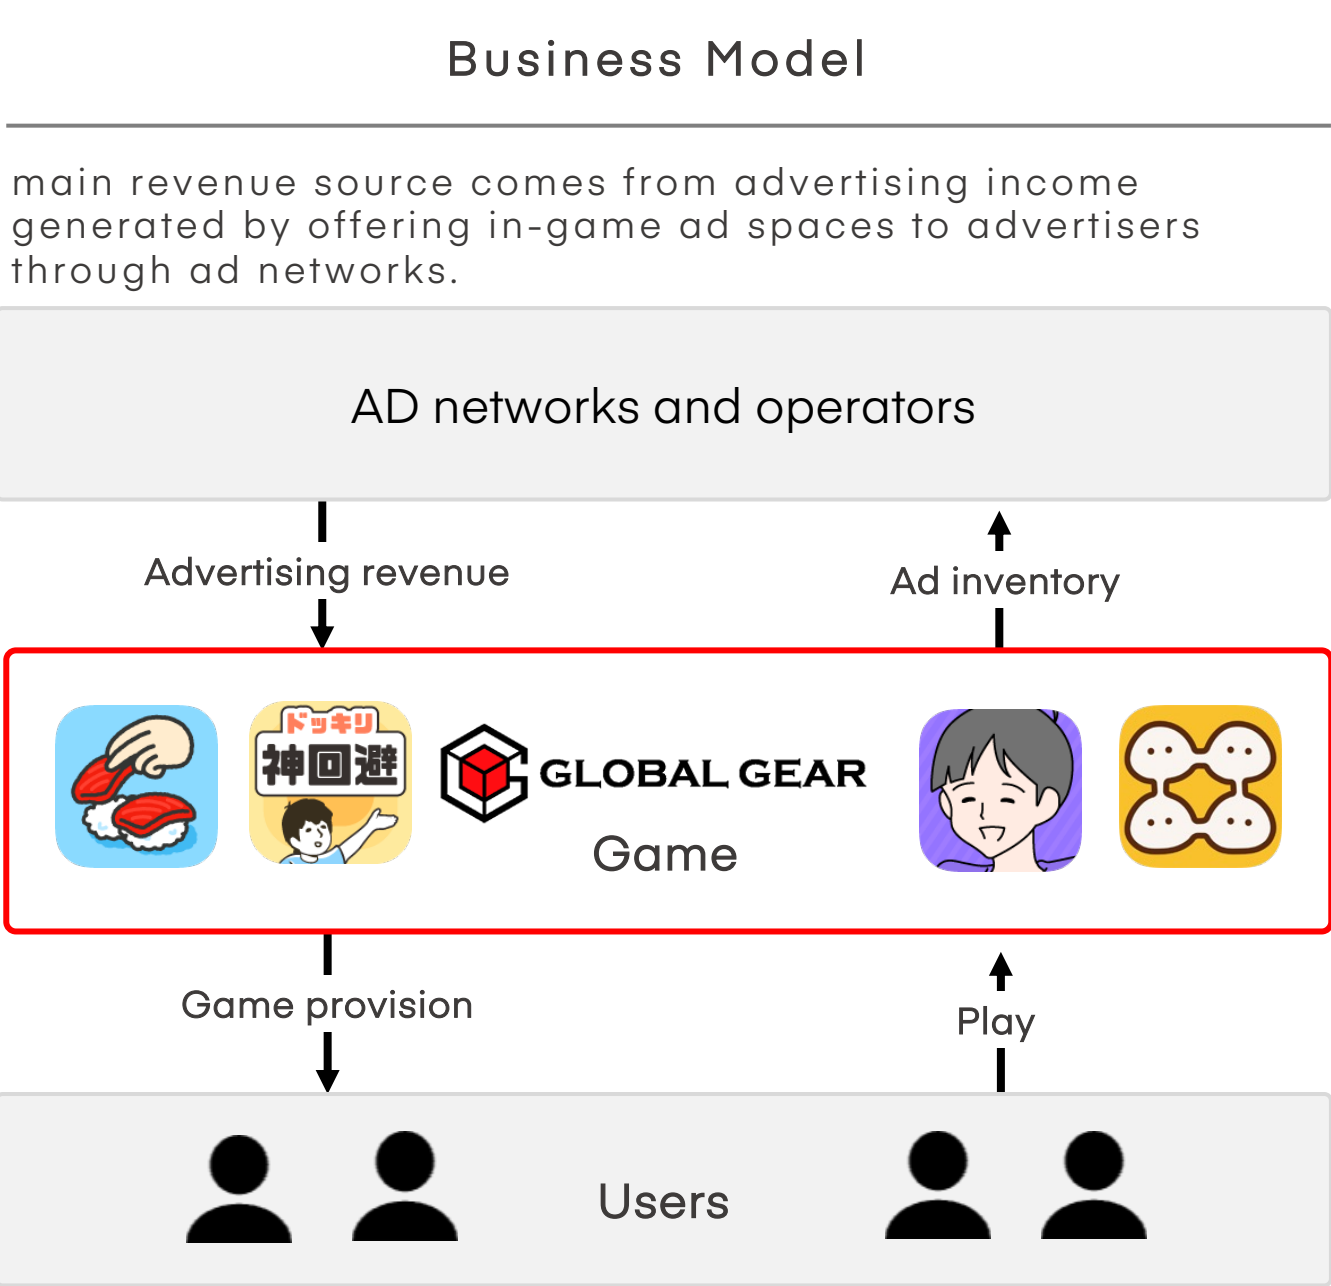 Business Model
main revenue source comes from advertising income
generated by offering in-game ad spaces to advertisers
through ad networks.
AD networks and operators
Advertising revenue
Ad inventory
ドッキリ
神回避
GLOBAL GEAR
Game
Game provision
Play
Users